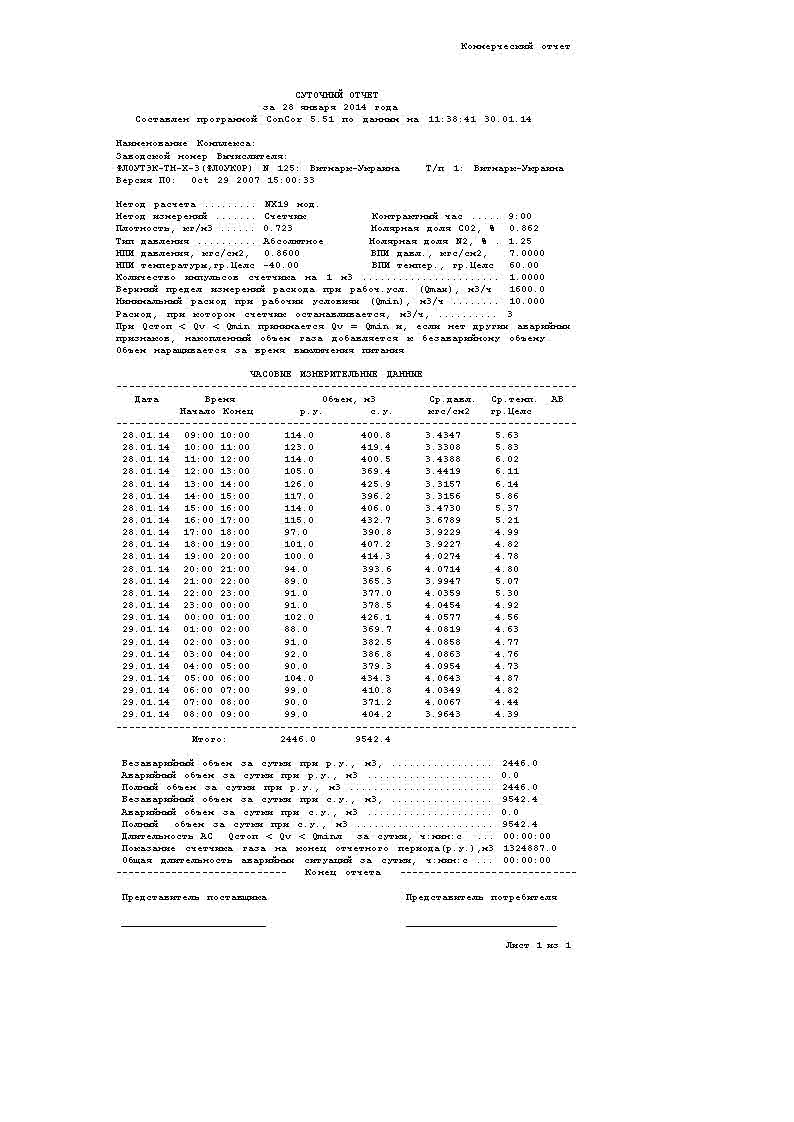 Коммерческий отчет
СУТОЧНЫЙ ОТЧЕТ
за 28 января 2014 года
Составлен программой ConCor 5.51 по данным на 11:38:41 30.01.14
Наименование Комплекса:
Заводской номер Вычислителя:
ФЛОУТЭК-ТМ-Х-3(ФЛОУКОР) N 125: Витмарк-Украина Т/п 1: Витмарк-Украина
Версия ПО: Oct 29 2007 15:00:33
Метод расчета ......... NX19 мод.
Метод измерений ....... Счетчик Контрактный час ..... 9:00
Плотность, кг/м3 ...... 0.723 Молярная доля CO2, % 0.862
Тип давления .......... Абсолютное Молярная доля N2, % . 1.25
НПИ давления, кгс/см2, 0.8600 ВПИ давл., кгс/см2, 7.0000
НПИ температуры,гр.Целс -40.00 ВПИ темпер., гр.Целс 60.00
Количество импульсов счетчика на 1 м3 ....................... 1.0000
Верхний предел измерений расхода при рабоч.усл. (Qmax), м3/ч 1600.0
Минимальный расход при рабочих условиях (Qmin), м3/ч ........ 10.000
Расход, при котором счетчик останавливается, м3/ч, .......... 3
При Qстоп < Qv < Qmin принимается Qv = Qmin и, если нет других аварийных
признаков, накопленный объем газа добавляется к безаварийному объему.
Объем наращивается за время выключения питания
ЧАСОВЫЕ ИЗМЕРИТЕЛЬНЫЕ ДАННЫЕ
Дата Время Объем, м3 Ср.давл. Ср.темп. АВ
Начало Конец р.у. с.у. кгс/см2 гр.Целс
28.01.14 09:00 10:00 114.0 400.8 3.4347 5.63
28.01.14 10:00 11:00 123.0 419.4 3.3308 5.83
28.01.14 11:00 12:00 114.0 400.5 3.4388 6.02
28.01.14 12:00 13:00 105.0 369.4 3.4419 6.11
28.01.14 13:00 14:00 126.0 425.9 3.3157 6.14
28.01.14 14:00 15:00 117.0 396.2 3.3156 5.86
28.01.14 15:00 16:00 114.0 406.0 3.4730 5.37
28.01.14 16:00 17:00 115.0 432.7 3.6789 5.21
28.01.14 17:00 18:00 97.0 390.8 3.9229 4.99
28.01.14 18:00 19:00 101.0 407.2 3.9227 4.82
28.01.14 19:00 20:00 100.0 414.3 4.0274 4.78
28.01.14 20:00 21:00 94.0 393.6 4.0714 4.80
28.01.14 21:00 22:00 89.0 365.3 3.9947 5.07
28.01.14 22:00 23:00 91.0 377.0 4.0359 5.30
28.01.14 23:00 00:00 91.0 378.5 4.0454 4.92
29.01.14 00:00 01:00 102.0 426.1 4.0577 4.56
29.01.14 01:00 02:00 88.0 369.7 4.0819 4.63
29.01.14 02:00 03:00 91.0 382.5 4.0858 4.77
29.01.14 03:00 04:00 92.0 386.8 4.0863 4.76
29.01.14 04:00 05:00 90.0 379.3 4.0954 4.73
29.01.14 05:00 06:00 104.0 434.3 4.0643 4.87
29.01.14 06:00 07:00 99.0 410.8 4.0349 4.82
29.01.14 07:00 08:00 90.0 371.2 4.0067 4.44
29.01.14 08:00 09:00 99.0 404.2 3.9643 4.39
Итого: 2446.0 9542.4
Безаварийный объем за сутки при р.у., м3, ................. 2446.0
Аварийный объем за сутки при р.у., м3 ..................... 0.0
Полный объем за сутки при р.у., м3 ........................ 2446.0
Безаварийный объем за сутки при с.у., м3, ................. 9542.4
Аварийный объем за сутки при с.у., м3 ..................... 0.0
Полный объем за сутки при с.у., м3 ....................... 9542.4
Длительность АС Qстоп < Qv < Qminл за сутки, ч:мин:с ... 00:00:00
Показание счетчика газа на конец отчетного периода(р.у.),м3 1324887.0
Общая длительность аварийных ситуаций за сутки, ч:мин:с ... 00:00:00
Конец отчета
Представитель поставщика Представитель потребителя
Лист 1 из 1